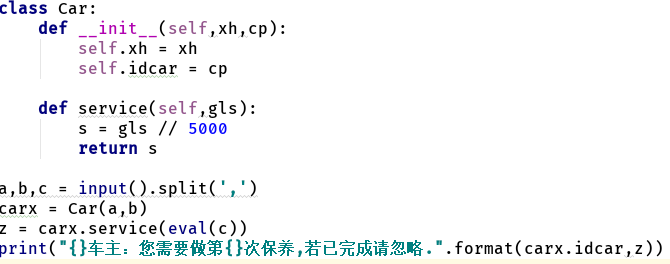 class Car:
    def __init__(self,xh,cp):
        self.xh = xh
        self.idcar = cp
    def service(self,gls):
        s = gls // 5000
        return s
a,b,c = input().split(',')
carx = Car(a,b)
z = carx.service(eval(c))
print("{}车主：您需要做第{}次保养,若已完成请忽略.".format(carx.idcar,z))